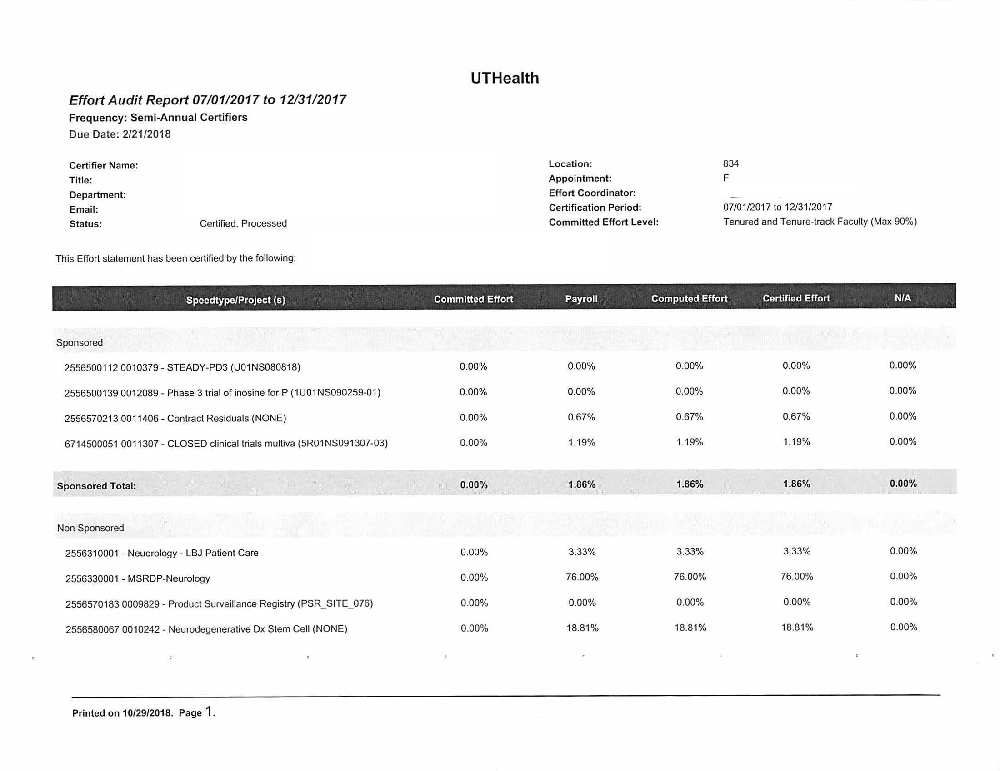 UTHealth
Effort Audit Report 07/01/2017 to 12/31/2017
Frequency: Semi-Annual Certifiers
Due Date: 2/21/2018
Certifier Name:
Title:
Department:
Email:
Status: Certified, Processed
Location: 834
Appointment: F
Effort Coordinator:
Certification Period: 07/01/2017 to 12/31/2017
Committed Effort Level: Tenured and Tenure-track Faculty (Max 90%)
This Effort statement has been certified by the following:
Speedtype/Project (s) Committed Effort Payroll Computed Effort Certified Effort N/A
Sponsored
2556500112 0010379 - STEADY-PD3 (U01NS080818) 0.00% 0.00% 0.00% 0.00% 0.00%
2556500139 0012089 - Phase 3 trial of inosine for P (1U01NS090259-01) 0.00% 0.00% 0.00% 0.00% 0.00%
2556570213 0011406 - Contract Residuals (NONE) 0.00% 0.67% 0.67% 0.67% 0.00%
6714500051 0011307 - CLOSED clinical trials multiva (5R01NS091307-03) 0.00% 1.19% 1.19% 1.19% 0.00%
Sponsored Total: 0.00% 1.86% 1.86% 1.86% 0.00%
Non Sponsored
2556310001 - Neuorology - LBJ Patient Care 0.00% 3.33% 3.33% 3.33% 0.00%
2556330001 - MSRDP-Neurology 0.00% 76.00% 76.00% 76.00% 0.00%
2556570183 0009829 - Product Surveillance Registry (PSR_SITE_076) 0.00% 0.00% 0.00% 0.00% 0.00%
2556580067 0010242 - Neurodegenerative Dx Stem Cell (NONE) 0.00% 18.81% 18.81% 18.81% 0.00%
Printed on 10/29/2018. Page 1.